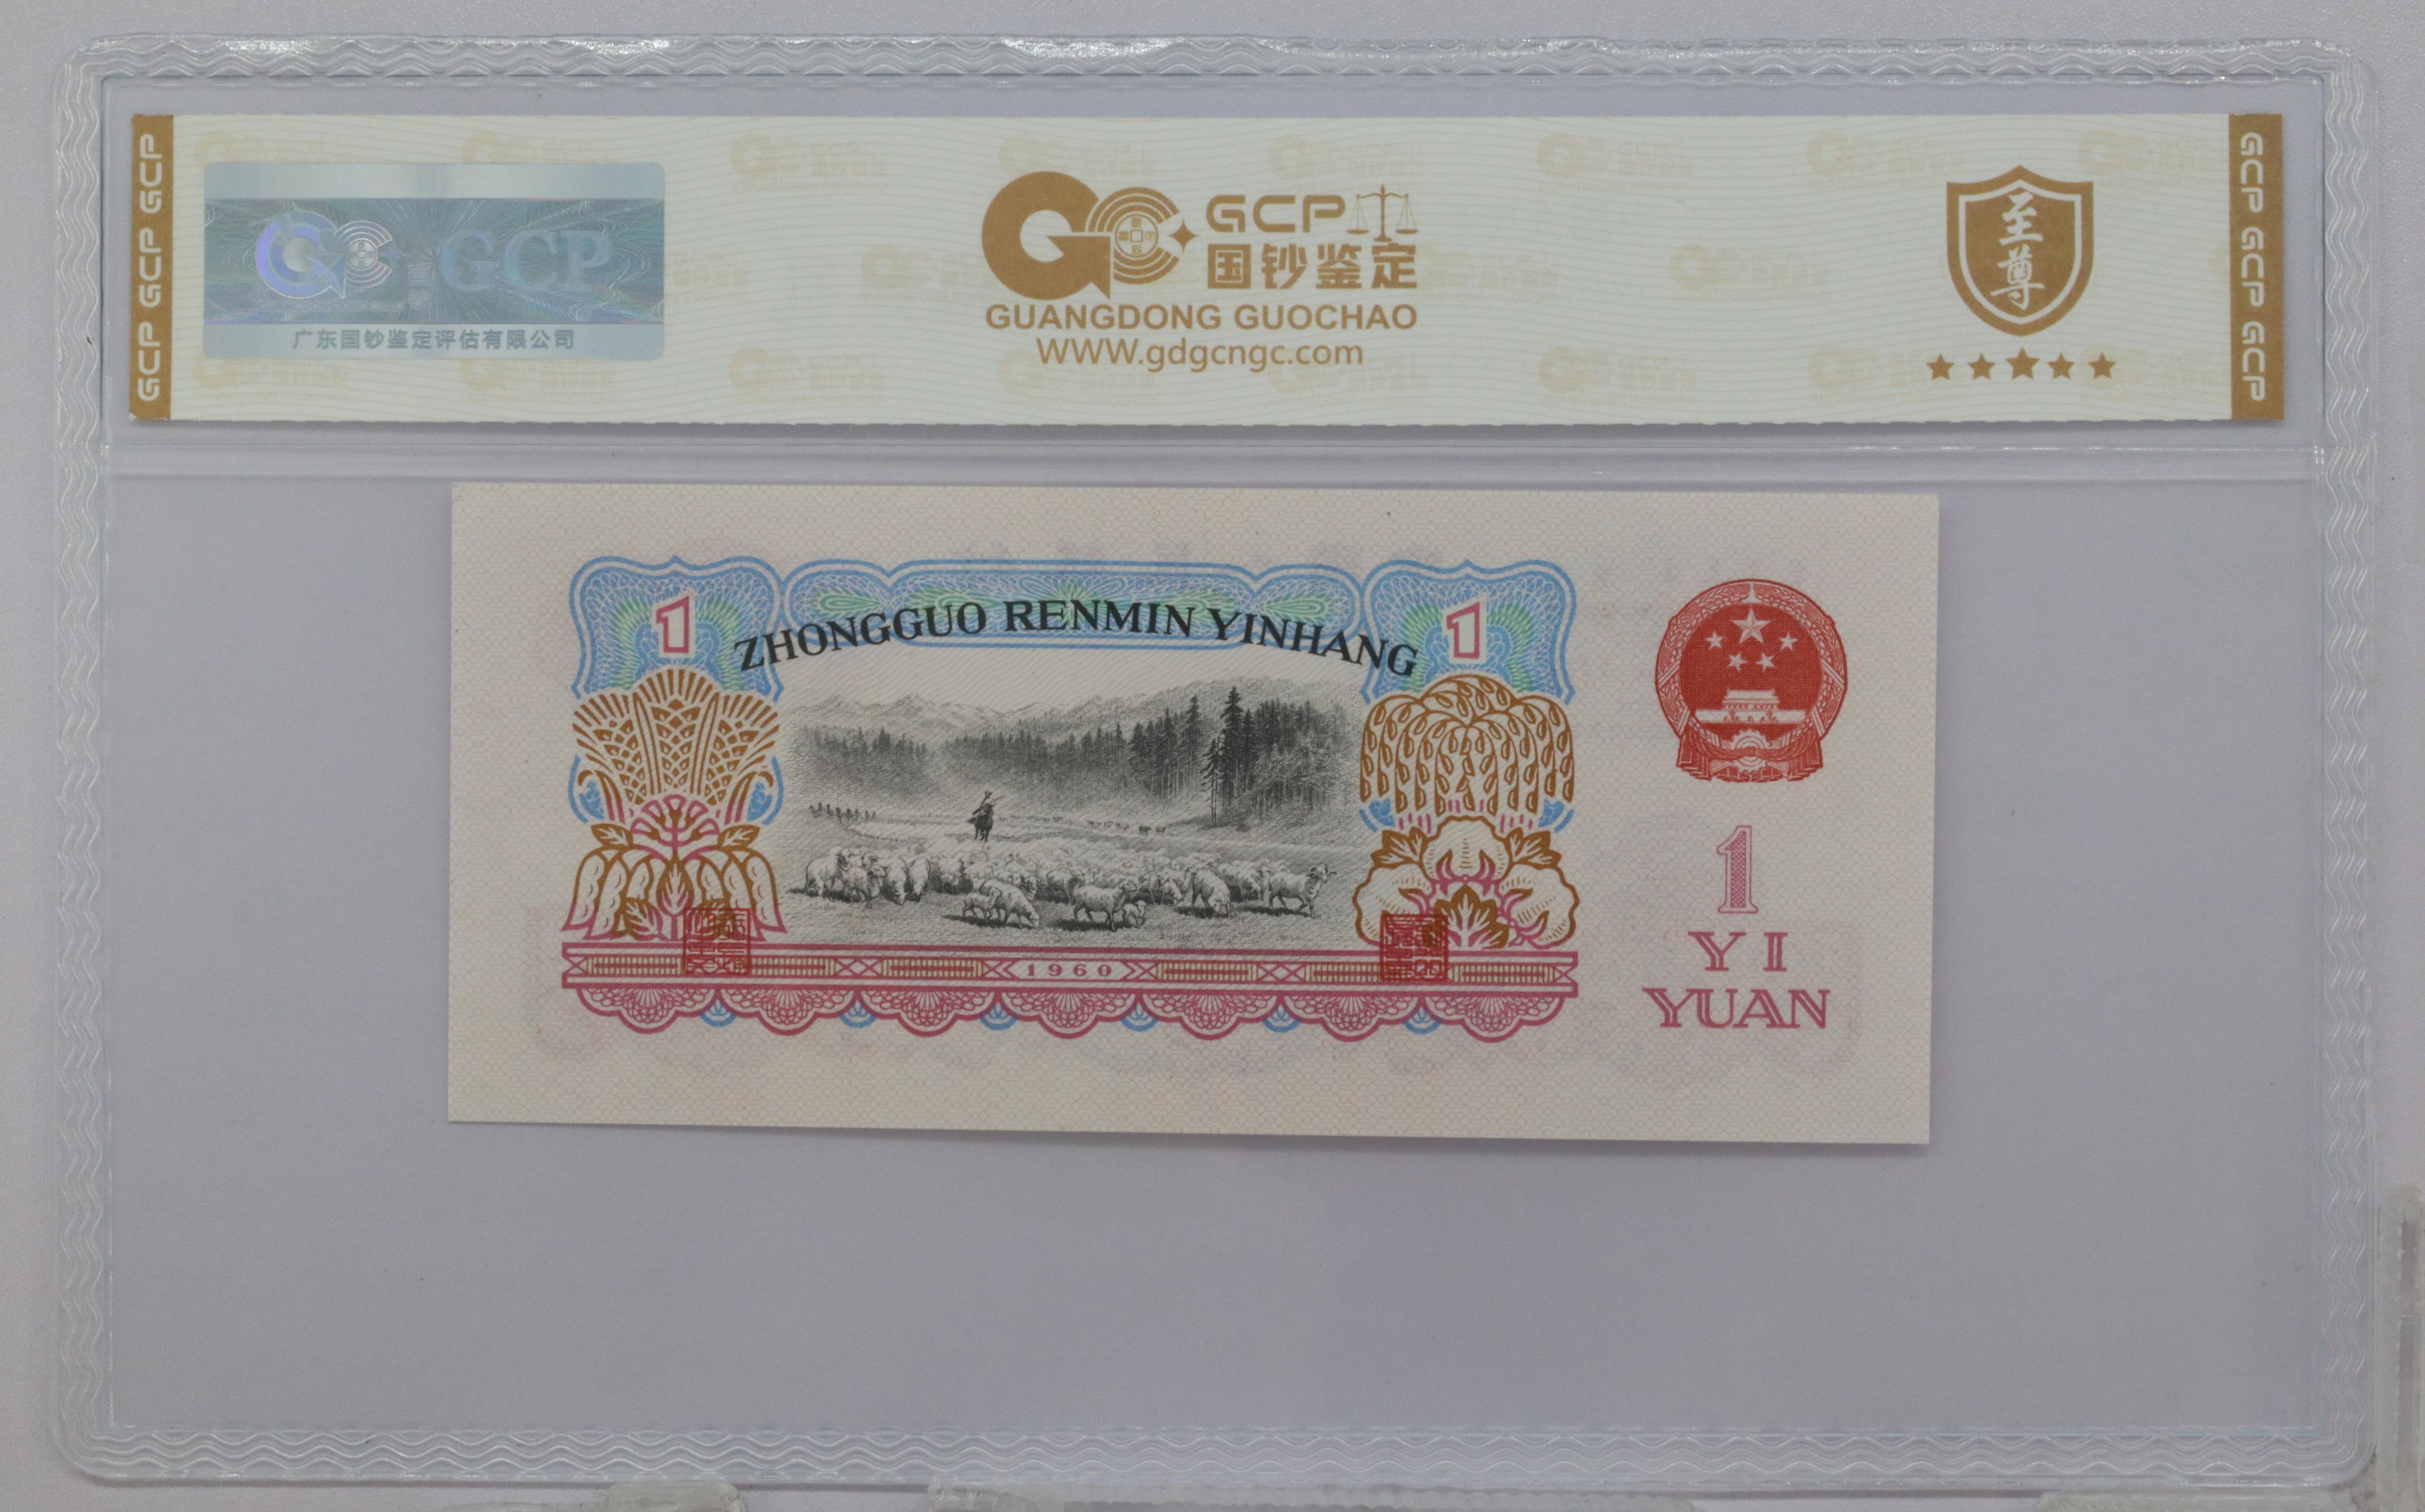 GCP GCP GCP
GCP
广东国钞鉴定评估有限公司
GCP
国钞鉴定
GUANGDONG GUOCHAO
WWW.gdgcngc.com
至尊
GCP GCP GCP
1
ZHONGGUO RENMIN YINHANG
1
1960
1
YI
YUAN